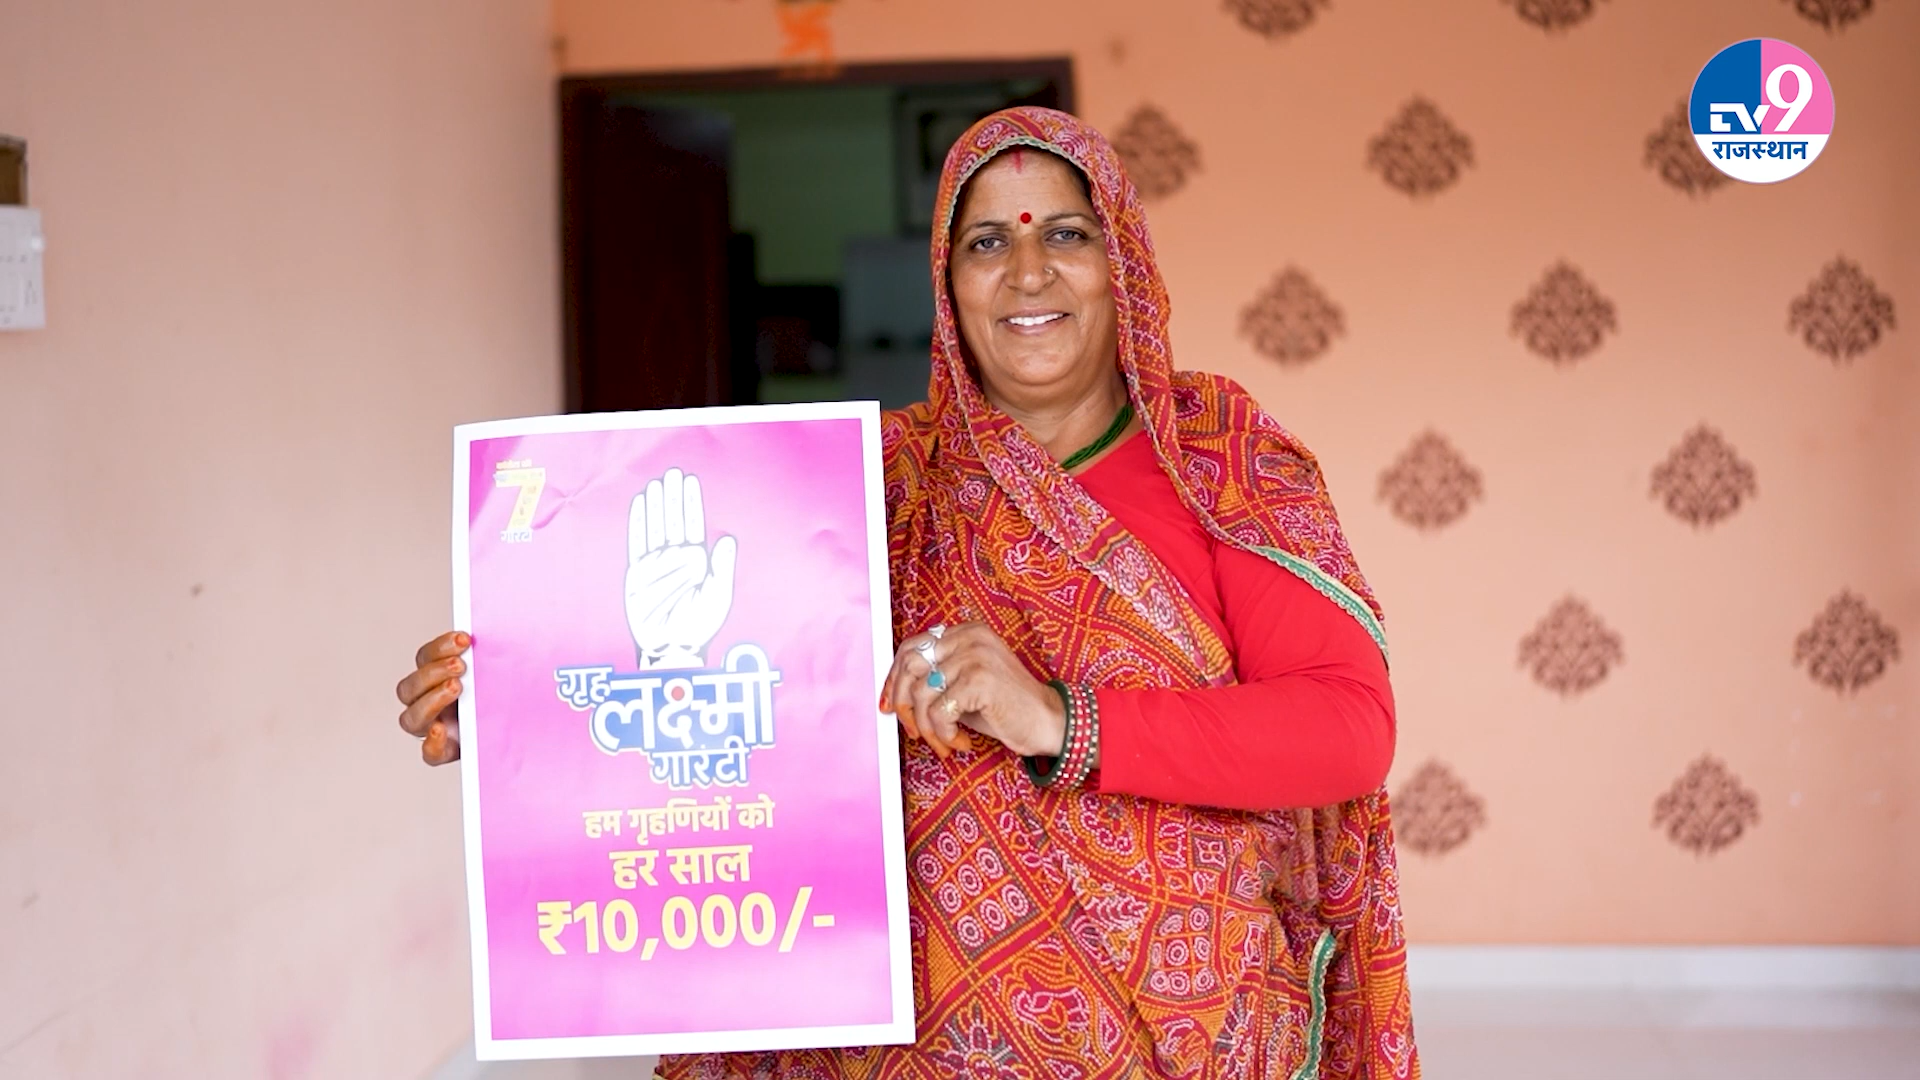 TV9
राजस्थान
7
गारंटी
गृह
लक्ष्मी
गारंटी
हम गृहणियों को
हर साल
₹10,000/-